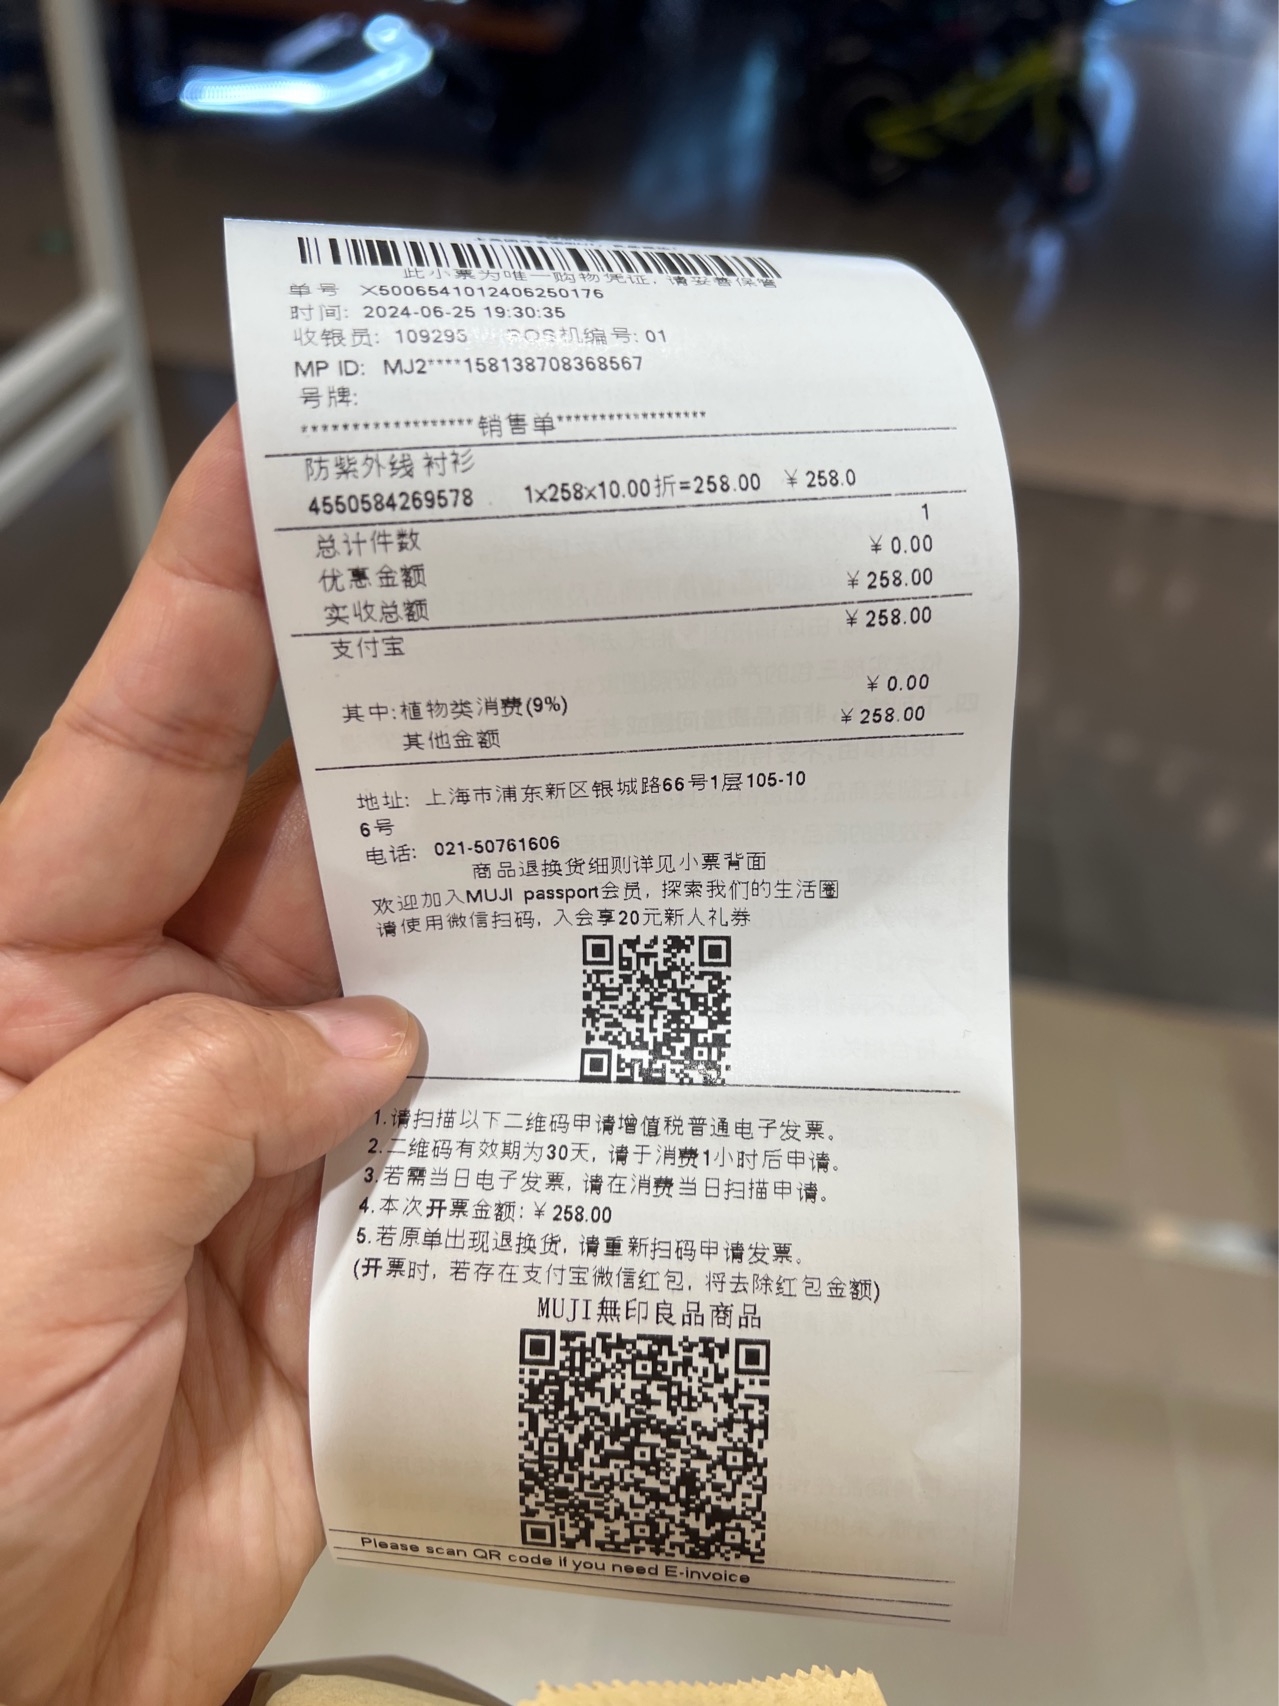 此小票为唯一购物凭证，请妥善保管
单号 X5006541012406250176
时间: 2024-06-25 19:30:35
收银员: 109295 POS机编号: 01
MP ID: MJ2****158138708368567
号牌:
******************销售单******************
防紫外线 衬衫
4550584269578 1x258x10.00折=258.00 ￥ 258.0
总计件数 1
优惠金额 ￥ 0.00
实收总额 ￥ 258.00
支付宝 ￥ 258.00
其中:植物类消费(9%) ￥ 0.00
其他金额 ￥ 258.00
地址: 上海市浦东新区银城路66号1层105-10
6号
电话: 021-50761606
商品退换货细则详见小票背面
欢迎加入MUJI passport会员, 探索我们的生活圈
请使用微信扫码, 入会享20元新人礼券
1.请扫描以下二维码申请增值税普通电子发票。
2.二维码有效期为30天, 请于消费1小时后申请。
3.若需当日电子发票, 请在消费当日扫描申请。
4.本次开票金额: ￥ 258.00
5.若原单出现退换货, 请重新扫码申请发票。
(开票时, 若存在支付宝微信红包, 将去除红包金额)
MUJI無印良品商品
Please scan QR code if you need E-invoice